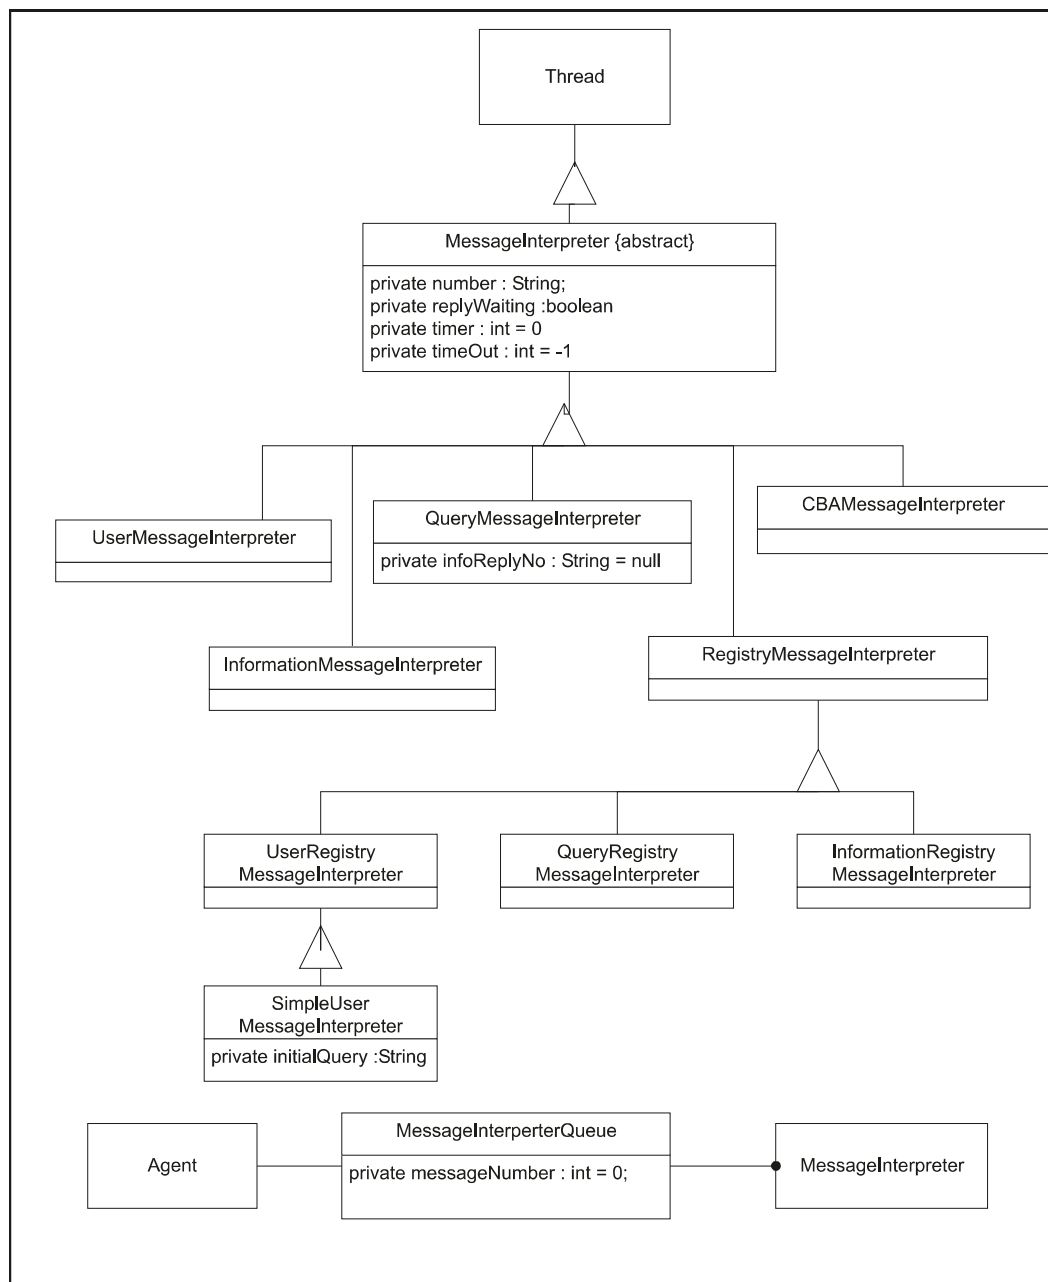 Thread
MessageInterpreter {abstract}
private number : String;
private replyWaiting :boolean
private timer : int = 0
private timeOut : int = -1
UserMessageInterpreter
QueryMessageInterpreter
private infoReplyNo : String = null
CBAMessageInterpreter
InformationMessageInterpreter
RegistryMessageInterpreter
UserRegistry
MessageInterpreter
QueryRegistry
MessageInterpreter
InformationRegistry
MessageInterpreter
SimpleUser
MessageInterpreter
private initialQuery :String
Agent
MessageInterperterQueue
private messageNumber : int = 0;
MessageInterpreter